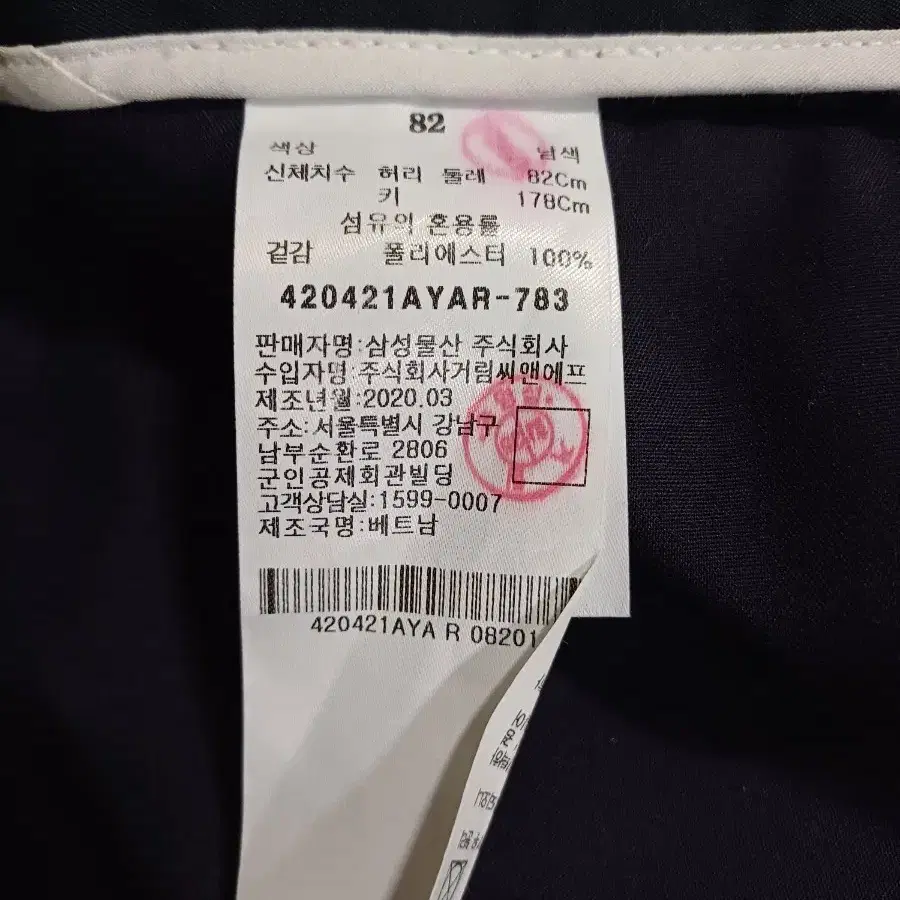 82
색상 남색
신체치수 허리 둘레 82Cm
키 178Cm
섬유의 혼용률
겉감 폴리에스터 100%
420421AYAR-783
판매자명:삼성물산 주식회사
수입자명:주식회사거림씨앤에프
제조년월:2020.03
주소:서울특별시 강남구
남부순환로 2806
군인공제회관빌딩
고객상담실:1599-0007
제조국명:베트남
420421AYA R 08201